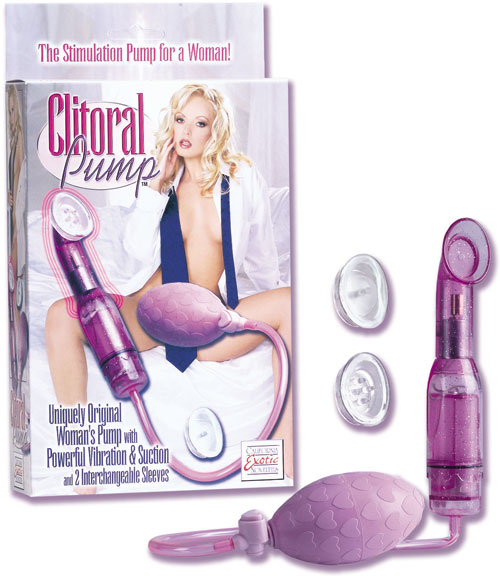 The Stimulation Pump for a Woman!
Clitoral
Pump™
Uniquely Original
Woman's Pump with
Powerful Vibration & Suction
and 2 Interchangeable Sleeves
CALIFORNIA
Exotic
NOVELTIES